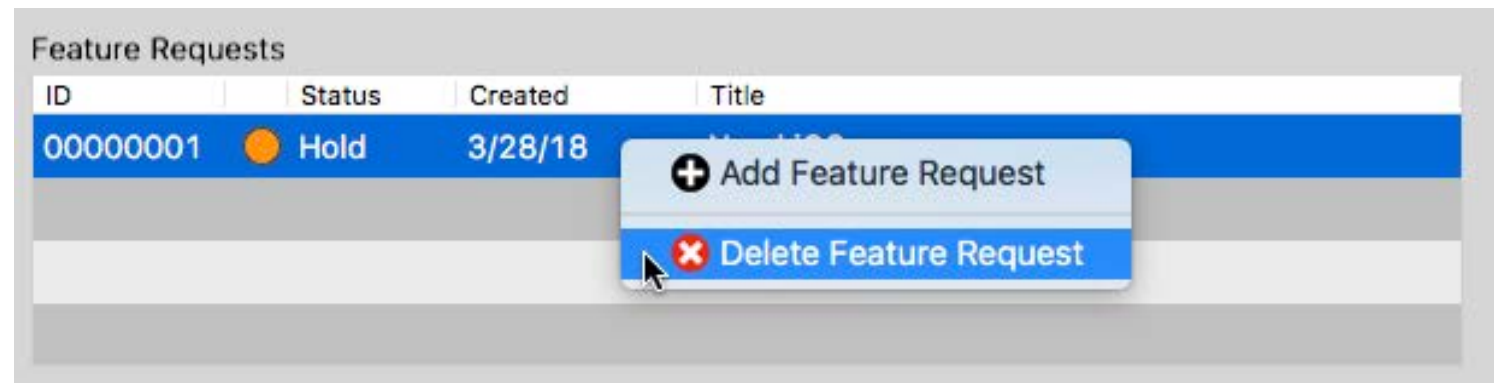 Feature Requests
ID Status Created Title
00000001 Hold 3/28/18
Add Feature Request
Delete Feature Request